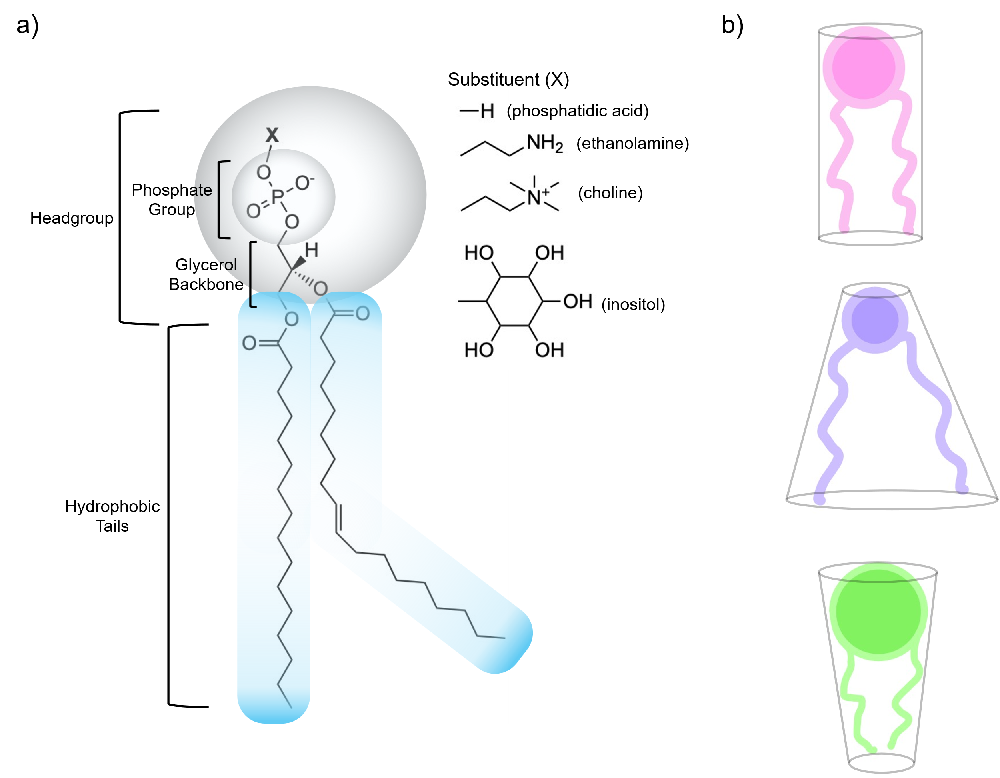 a)
b)
Substituent (X)
—H (phosphatidic acid)
NH2 (ethanolamine)
N+ (choline)
HO OH
OH (inositol)
HO OH
X
O
O-
P
O
O
H
O
O
O
O
Headgroup
Phosphate
Group
Glycerol
Backbone
Hydrophobic
Tails